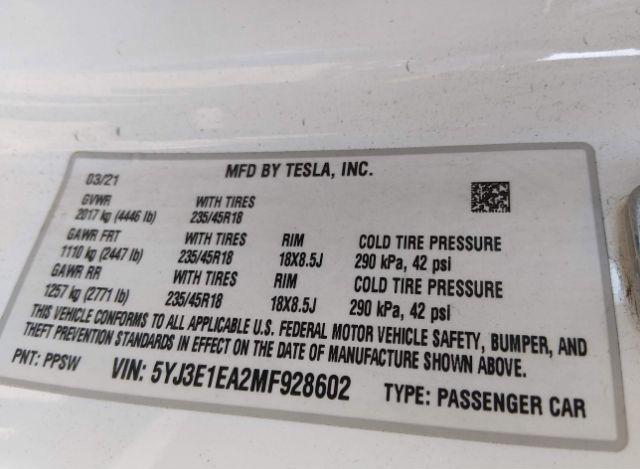 MFD BY TESLA, INC.
03/21
GVWR WITH TIRES
2017 kg (4446 lb) 235/45R18
GAWR FRT WITH TIRES RIM COLD TIRE PRESSURE
1110 kg (2447 lb) 235/45R18 18X8.5J 290 kPa, 42 psi
GAWR RR WITH TIRES RIM COLD TIRE PRESSURE
1257 kg (2771 lb) 235/45R18 18X8.5J 290 kPa, 42 psi
THIS VEHICLE CONFORMS TO ALL APPLICABLE U.S. FEDERAL MOTOR VEHICLE SAFETY, BUMPER, AND
THEFT PREVENTION STANDARDS IN EFFECT ON THE DATE OF MANUFACTURE SHOWN ABOVE.
PNT: PPSW VIN: 5YJ3E1EA2MF928602 TYPE: PASSENGER CAR